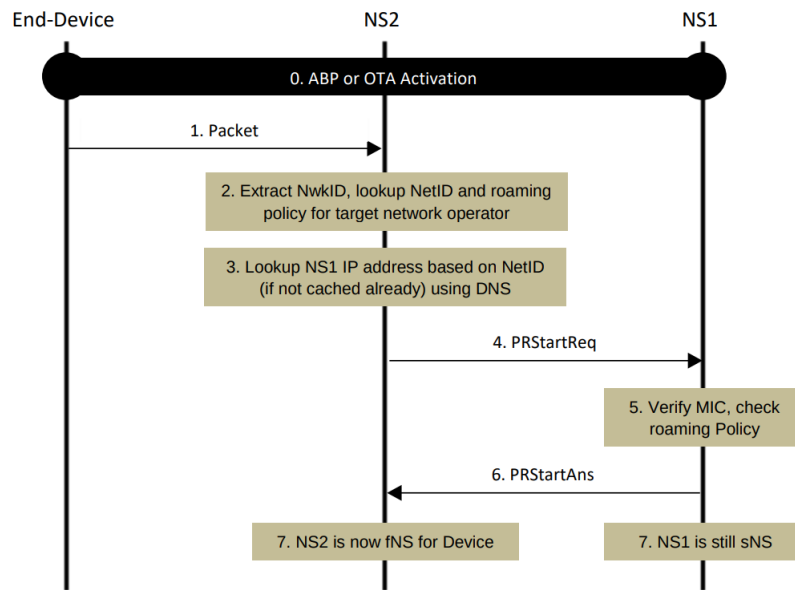 End-Device NS2 NS1
0. ABP or OTA Activation
1. Packet
2. Extract NwkID, lookup NetID and roaming
policy for target network operator
3. Lookup NS1 IP address based on NetID
(if not cached already) using DNS
4. PRStartReq
5. Verify MIC, check
roaming Policy
6. PRStartAns
7. NS2 is now fNS for Device
7. NS1 is still sNS